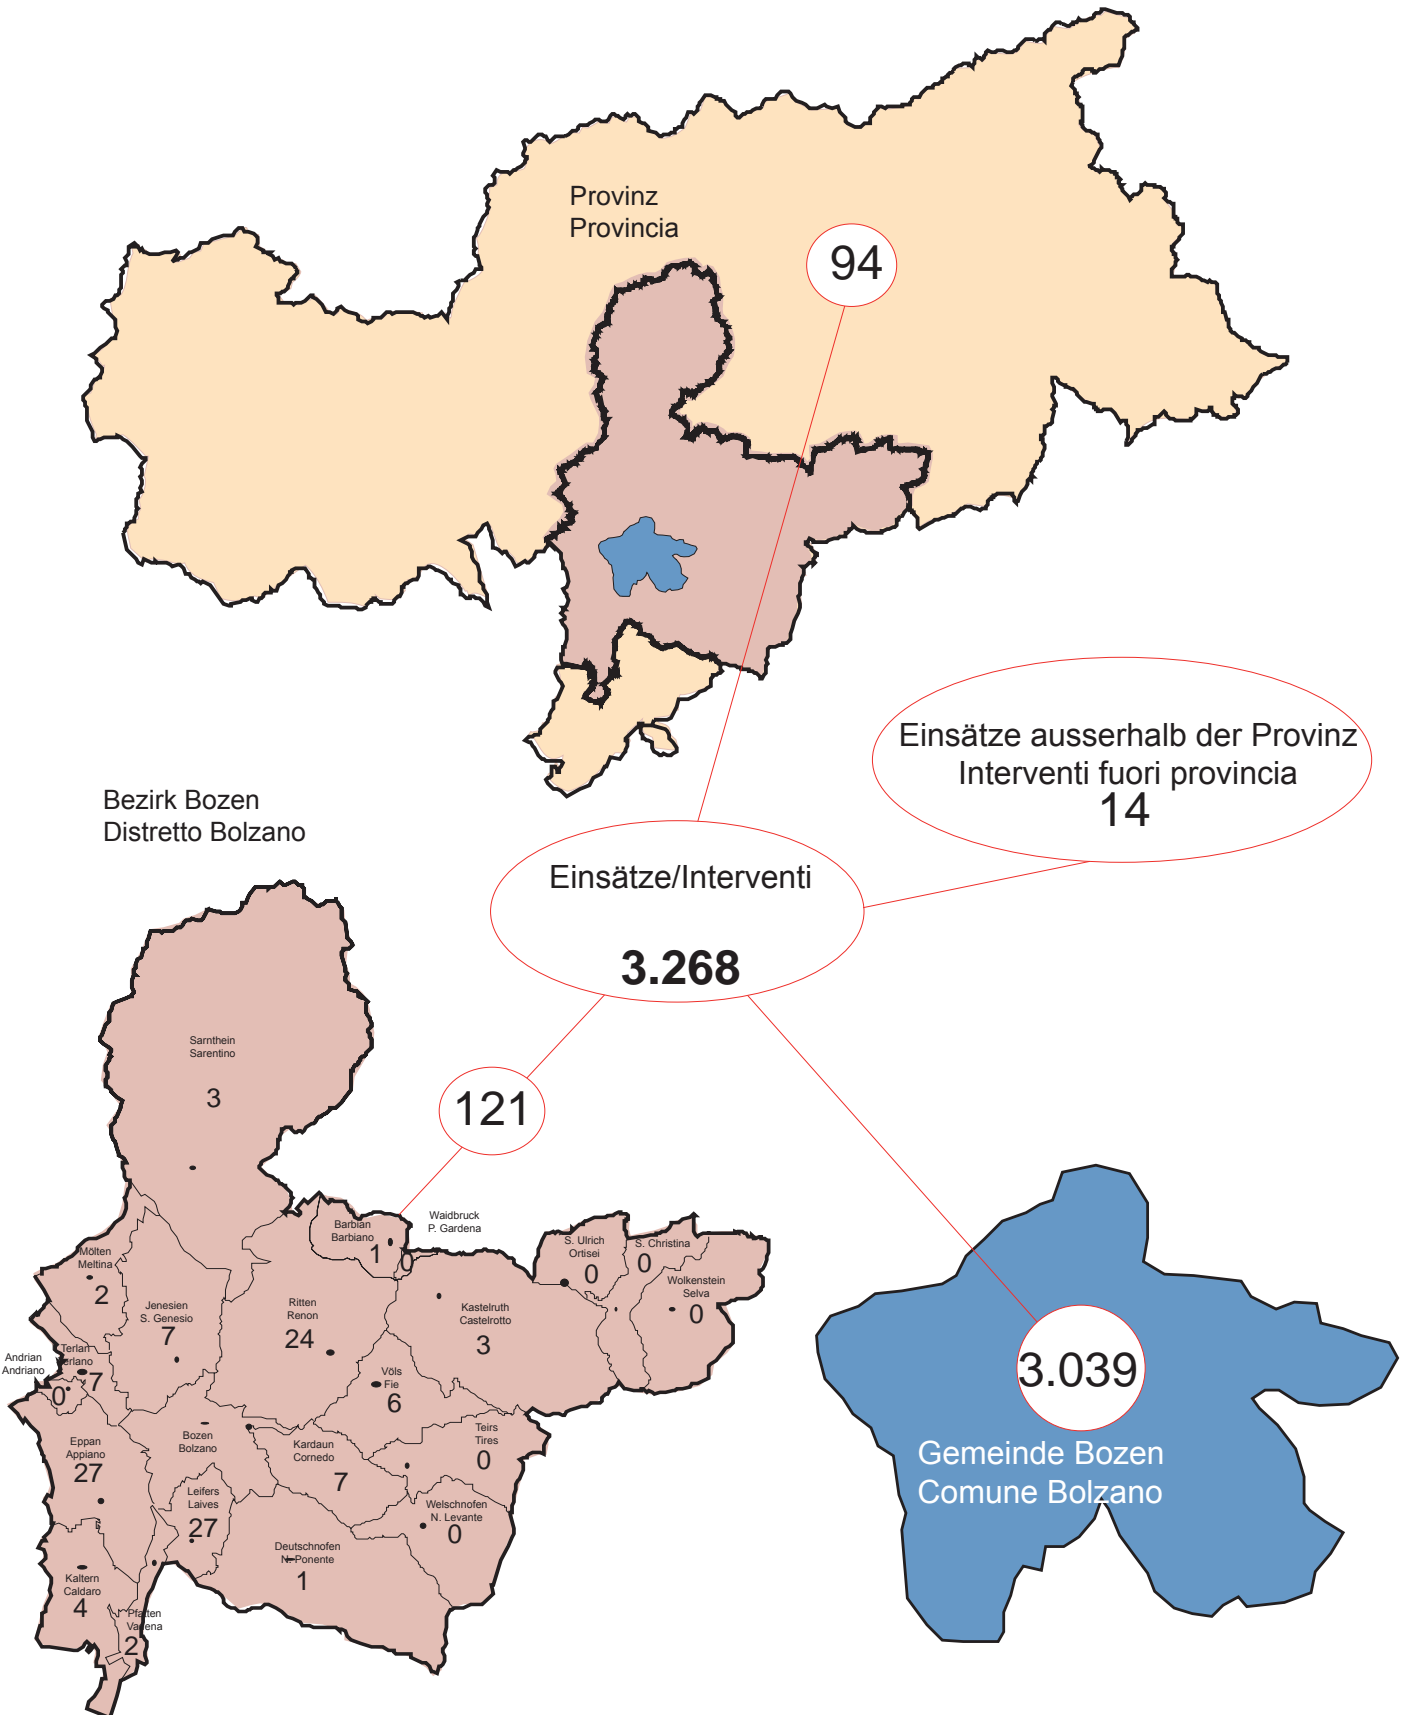 Provinz
Provincia
94
Einsätze ausserhalb der Provinz
Interventi fuori provincia
14
Bezirk Bozen
Distretto Bolzano
Einsätze/Interventi
3.268
121
Sarnthein
Sarentino
3
Barbian
Barbiano
1
Waidbruck
P. Gardena
0
S. Ulrich
Ortisei
0
S. Christina
0
Wolkenstein
Selva
0
Mölten
Meltina
2
Jenesien
S. Genesio
7
Ritten
Renon
24
Kastelruth
Castelrotto
3
Andrian
Andriano
0
Terlan
Terlano
7
Völs
Fie
6
Eppan
Appiano
27
Bozen
Bolzano
Kardaun
Cornedo
7
Teirs
Tires
0
Leifers
Laives
27
Welschnofen
N. Levante
0
Deutschnofen
N. Ponente
1
Kaltern
Caldaro
4
Pfatten
Vadena
2
3.039
Gemeinde Bozen
Comune Bolzano